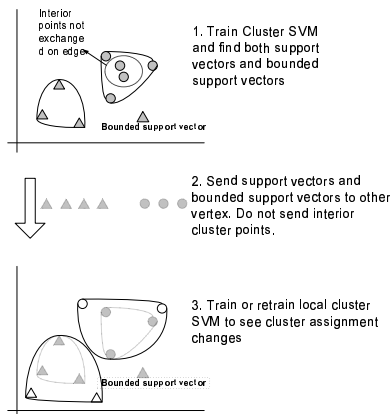 Interior
points not
exchange
d on edge
1. Train Cluster SVM
and find both support
vectors and bounded
support vectors
Bounded support vector
2. Send support vectors and
bounded support vectors to other
vertex. Do not send interior
cluster points.
3. Train or retrain local cluster
SVM to see cluster assignment
changes
Bounded support vector